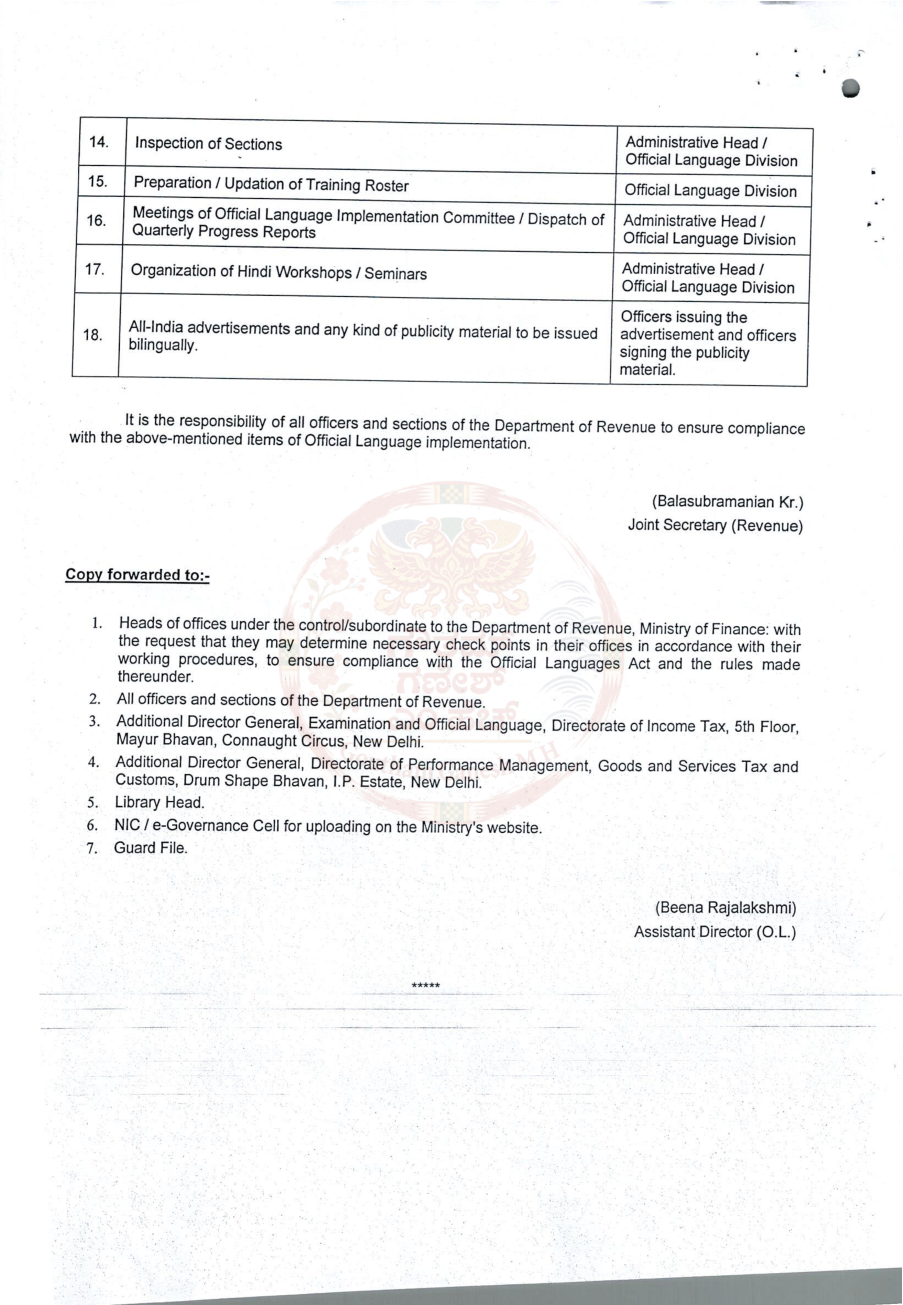 14. Inspection of Sections Administrative Head /
Official Language Division
15. Preparation / Updation of Training Roster Official Language Division
16. Meetings of Official Language Implementation Committee / Dispatch of Administrative Head /
Quarterly Progress Reports Official Language Division
17. Organization of Hindi Workshops / Seminars Administrative Head /
Official Language Division
18. All-India advertisements and any kind of publicity material to be issued
bilingually.
Officers issuing the
advertisement and officers
signing the publicity
material.
It is the responsibility of all officers and sections of the Department of Revenue to ensure compliance
with the above-mentioned items of Official Language implementation.
(Balasubramanian Kr.)
Joint Secretary (Revenue)
Copy forwarded to:-
1. Heads of offices under the control/subordinate to the Department of Revenue, Ministry of Finance: with
the request that they may determine necessary check points in their offices in accordance with their
working procedures, to ensure compliance with the Official Languages Act and the rules made
thereunder.
2. All officers and sections of the Department of Revenue.
3. Additional Director General, Examination and Official Language, Directorate of Income Tax, 5th Floor,
Mayur Bhavan, Connaught Circus, New Delhi.
4. Additional Director General, Directorate of Performance Management, Goods and Services Tax and
Customs, Drum Shape Bhavan, I.P. Estate, New Delhi.
5. Library Head.
6. NIC / e-Governance Cell for uploading on the Ministry's website.
7. Guard File.
(Beena Rajalakshmi)
Assistant Director (O.L.)
*****